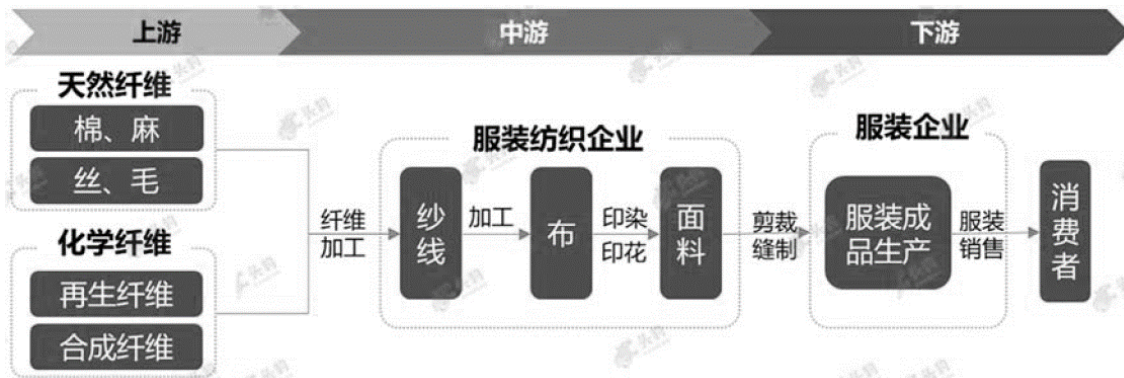 上游
中游
下游
天然纤维
棉、麻
丝、毛
化学纤维
再生纤维
合成纤维
纤维
加工
服装纺织企业
纱
线
加工
布
印染
印花
面
料
剪裁
缝制
服装企业
服装成
品生产
服装
销售
消
费
者
头豹